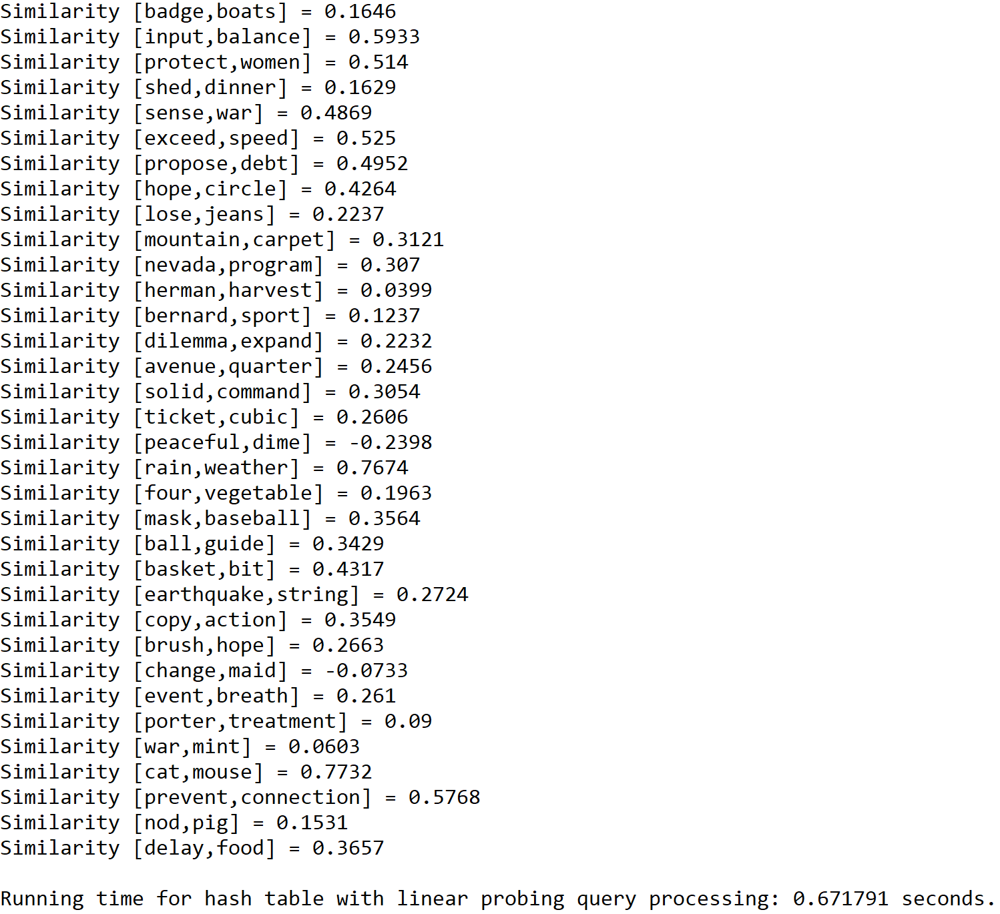 Similarity [badge,boats] = 0.1646
Similarity [input,balance] = 0.5933
Similarity [protect,women] = 0.514
Similarity [shed,dinner] = 0.1629
Similarity [sense,war] = 0.4869
Similarity [exceed,speed] = 0.525
Similarity [propose,debt] = 0.4952
Similarity [hope,circle] = 0.4264
Similarity [lose,jeans] = 0.2237
Similarity [mountain,carpet] = 0.3121
Similarity [nevada,program] = 0.307
Similarity [herman,harvest] = 0.0399
Similarity [bernard,sport] = 0.1237
Similarity [dilemma,expand] = 0.2232
Similarity [avenue,quarter] = 0.2456
Similarity [solid,command] = 0.3054
Similarity [ticket,cubic] = 0.2606
Similarity [peaceful,dime] = -0.2398
Similarity [rain,weather] = 0.7674
Similarity [four,vegetable] = 0.1963
Similarity [mask,baseball] = 0.3564
Similarity [ball,guide] = 0.3429
Similarity [basket,bit] = 0.4317
Similarity [earthquake,string] = 0.2724
Similarity [copy,action] = 0.3549
Similarity [brush,hope] = 0.2663
Similarity [change,maid] = -0.0733
Similarity [event,breath] = 0.261
Similarity [porter,treatment] = 0.09
Similarity [war,mint] = 0.0603
Similarity [cat,mouse] = 0.7732
Similarity [prevent,connection] = 0.5768
Similarity [nod,pig] = 0.1531
Similarity [delay,food] = 0.3657
Running time for hash table with linear probing query processing: 0.671791 seconds.